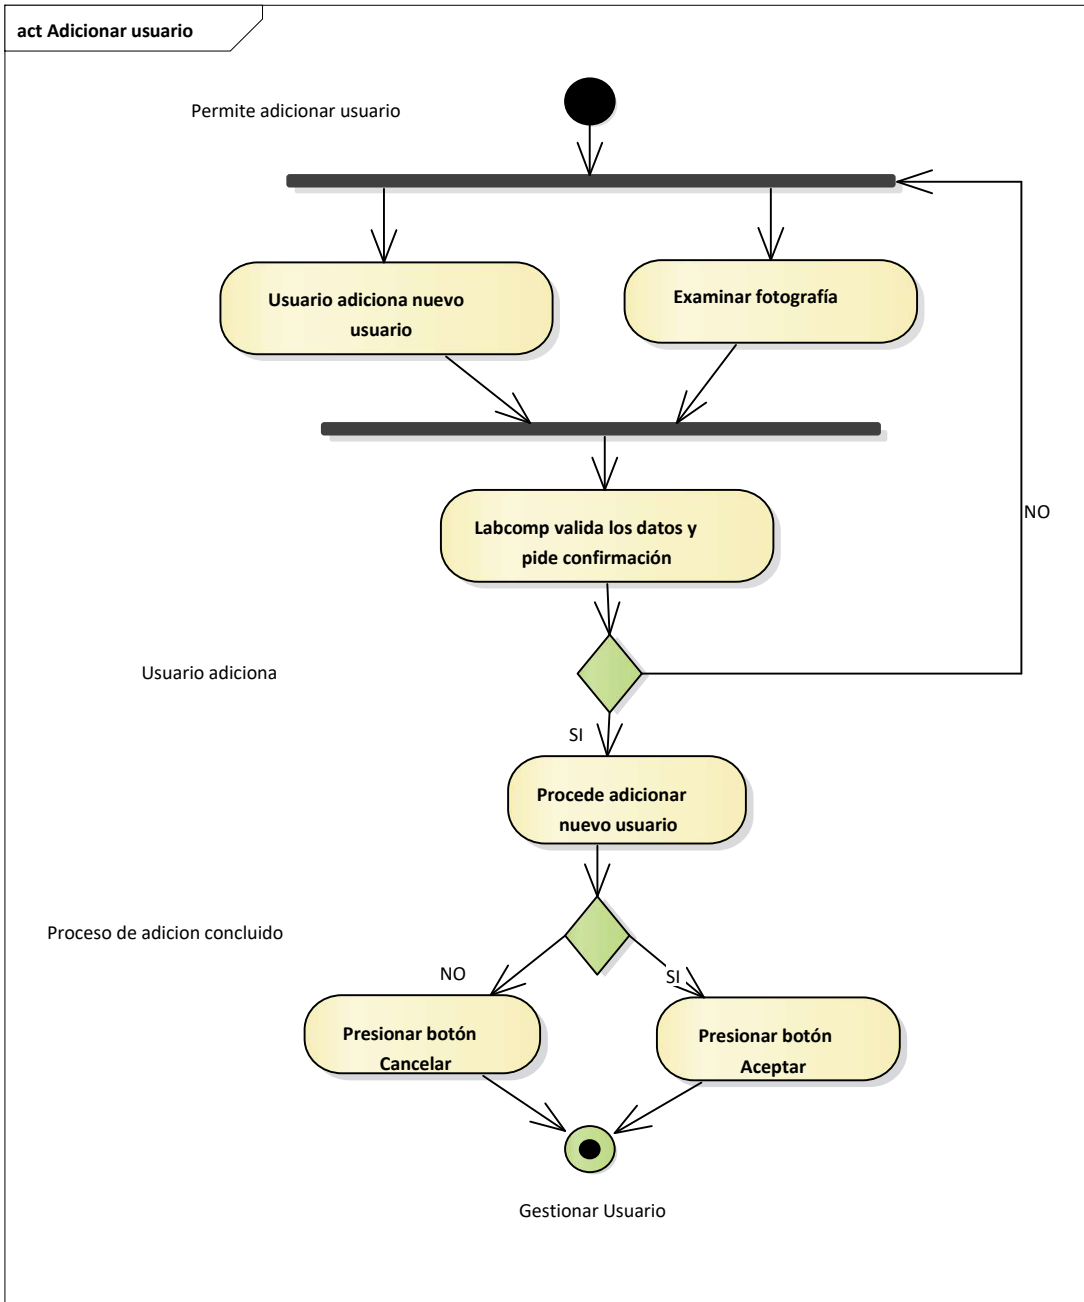 act Adicionar usuario
Permite adicionar usuario
Usuario adiciona nuevo
usuario
Examinar fotografía
Labcomp valida los datos y
pide confirmación
NO
Usuario adiciona
SI
Procede adicionar
nuevo usuario
Proceso de adicion concluido
NO
SI
Presionar botón
Cancelar
Presionar botón
Aceptar
Gestionar Usuario